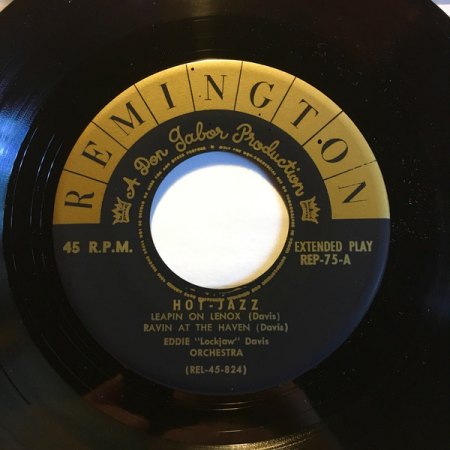 REMINGTON
A Don Gabor Production
45 R.P.M.
EXTENDED PLAY
REP-75-A
HOT-JAZZ
LEAPIN ON LENOX (Davis)
RAVIN AT THE HAVEN (Davis)
EDDIE "Lockjaw" Davis
ORCHESTRA
(REL-45-824)